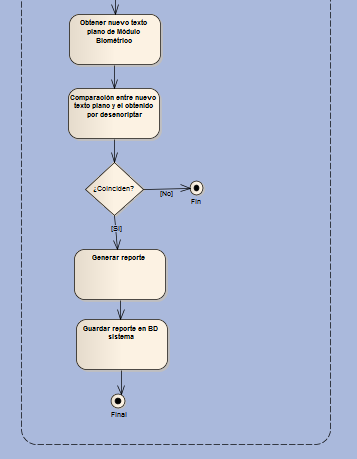 Obtener nuevo texto
plano de Módulo
Biométrico
Comparación entre nuevo
texto plano y el obtenido
por desencriptar
¿Coinciden?
[No]
Fin
[Si]
Generar reporte
Guardar reporte en BD
sistema
Final